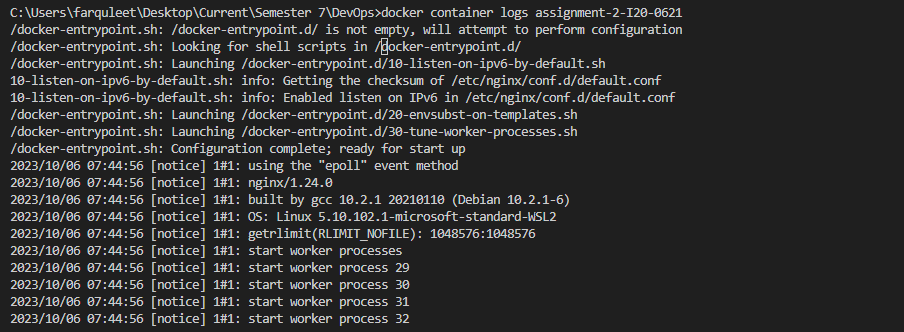 C:\Users\farquleet\Desktop\Current\Semester 7\DevOps>docker container logs assignment-2-I20-0621
/docker-entrypoint.sh: /docker-entrypoint.d/ is not empty, will attempt to perform configuration
/docker-entrypoint.sh: Looking for shell scripts in /docker-entrypoint.d/
/docker-entrypoint.sh: Launching /docker-entrypoint.d/10-listen-on-ipv6-by-default.sh
10-listen-on-ipv6-by-default.sh: info: Getting the checksum of /etc/nginx/conf.d/default.conf
10-listen-on-ipv6-by-default.sh: info: Enabled listen on IPv6 in /etc/nginx/conf.d/default.conf
/docker-entrypoint.sh: Launching /docker-entrypoint.d/20-envsubst-on-templates.sh
/docker-entrypoint.sh: Launching /docker-entrypoint.d/30-tune-worker-processes.sh
/docker-entrypoint.sh: Configuration complete; ready for start up
2023/10/06 07:44:56 [notice] 1#1: using the "epoll" event method
2023/10/06 07:44:56 [notice] 1#1: nginx/1.24.0
2023/10/06 07:44:56 [notice] 1#1: built by gcc 10.2.1 20210110 (Debian 10.2.1-6)
2023/10/06 07:44:56 [notice] 1#1: OS: Linux 5.10.102.1-microsoft-standard-WSL2
2023/10/06 07:44:56 [notice] 1#1: getrlimit(RLIMIT_NOFILE): 1048576:1048576
2023/10/06 07:44:56 [notice] 1#1: start worker processes
2023/10/06 07:44:56 [notice] 1#1: start worker process 29
2023/10/06 07:44:56 [notice] 1#1: start worker process 30
2023/10/06 07:44:56 [notice] 1#1: start worker process 31
2023/10/06 07:44:56 [notice] 1#1: start worker process 32